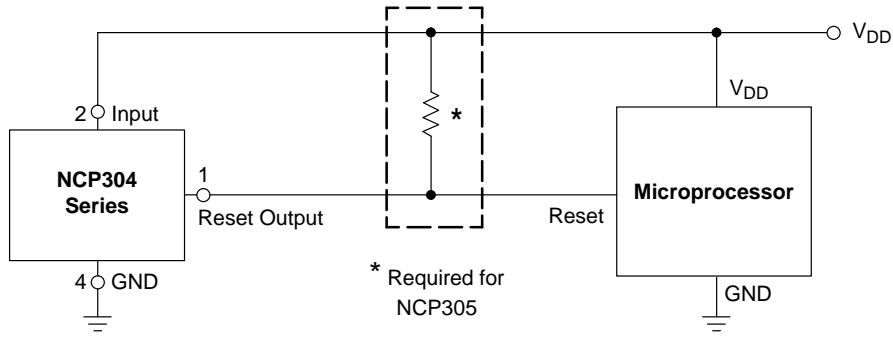 V_DD
V_DD
2 Input
*
NCP304
Series
1
Reset Output
Microprocessor
Reset
4 GND
* Required for
NCP305
GND